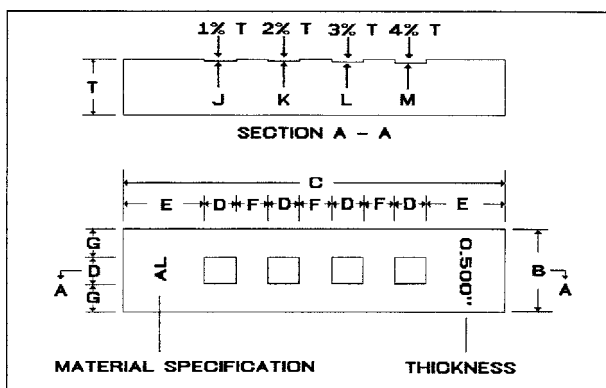 1% T 2% T 3% T 4% T
T
J K L M
SECTION A - A
C
E D F D F D F D E
G
D
G
A
AL
0.500"
B
A
MATERIAL SPECIFICATION THICKNESS